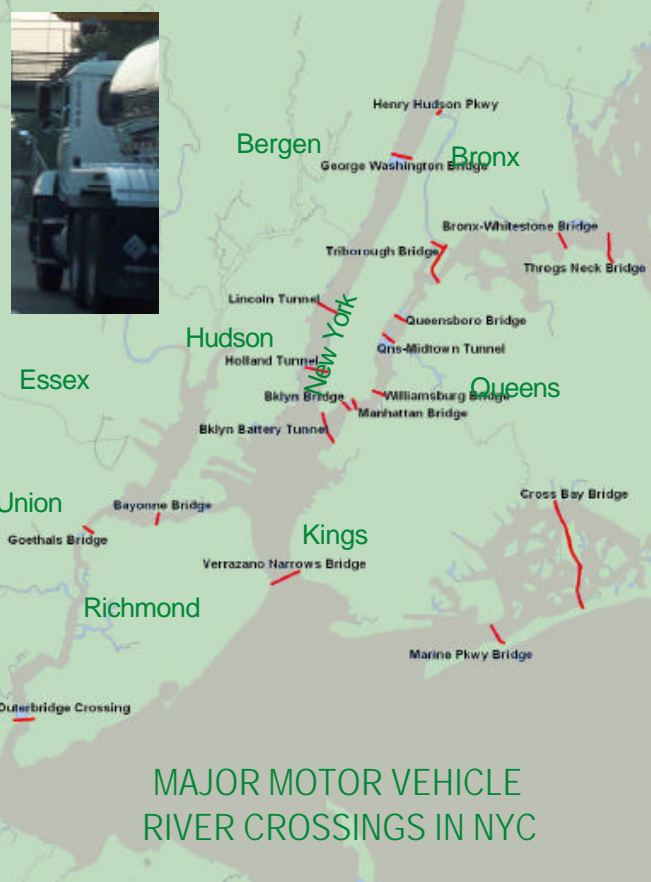 Henry Hudson Pkwy
Bergen
Bronx
George Washington Bridge
Bronx-Whitestone Bridge
Triborough Bridge
Throgs Neck Bridge
Lincoln Tunnel
New York
Queensboro Bridge
Hudson
Qns-Midtown Tunnel
Holland Tunnel
Essex
Queens
Bklyn Bridge
Williamsburg Bridge
Manhattan Bridge
Bklyn Battery Tunnel
Cross Bay Bridge
Union
Bayonne Bridge
Goethals Bridge
Kings
Verrazano Narrows Bridge
Richmond
Marine Pkwy Bridge
Outerbridge Crossing
MAJOR MOTOR VEHICLE
RIVER CROSSINGS IN NYC